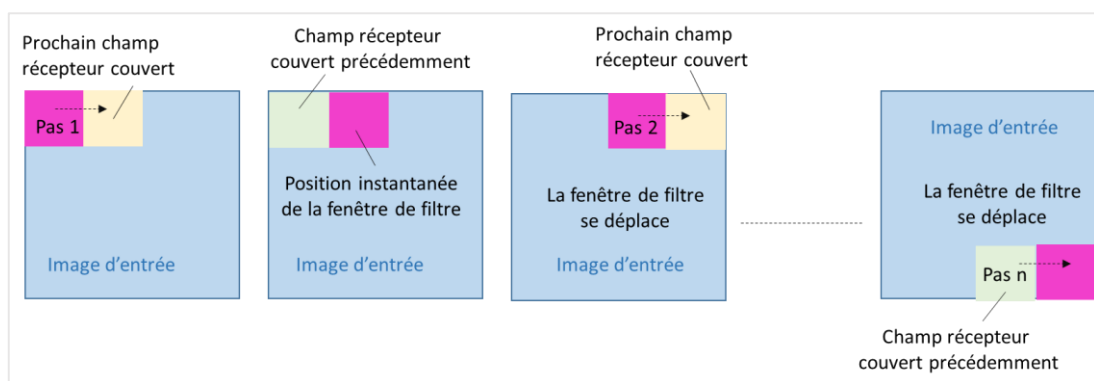 Prochain champ
récepteur couvert
Pas 1
Image d'entrée
Champ récepteur
couvert précédemment
Position instantanée
de la fenêtre de filtre
Image d'entrée
Prochain champ
récepteur couvert
Pas 2
La fenêtre de filtre
se déplace
Image d'entrée
Image d'entrée
La fenêtre de filtre
se déplace
Pas n
Champ récepteur
couvert précédemment